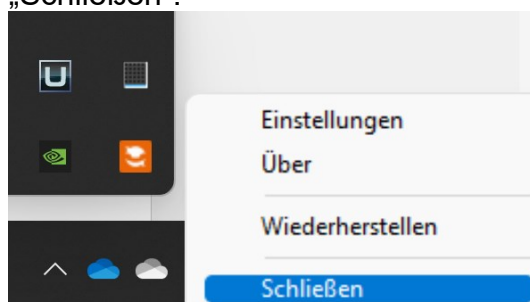 „Schließen“.
U
Einstellungen
Über
Wiederherstellen
Schließen